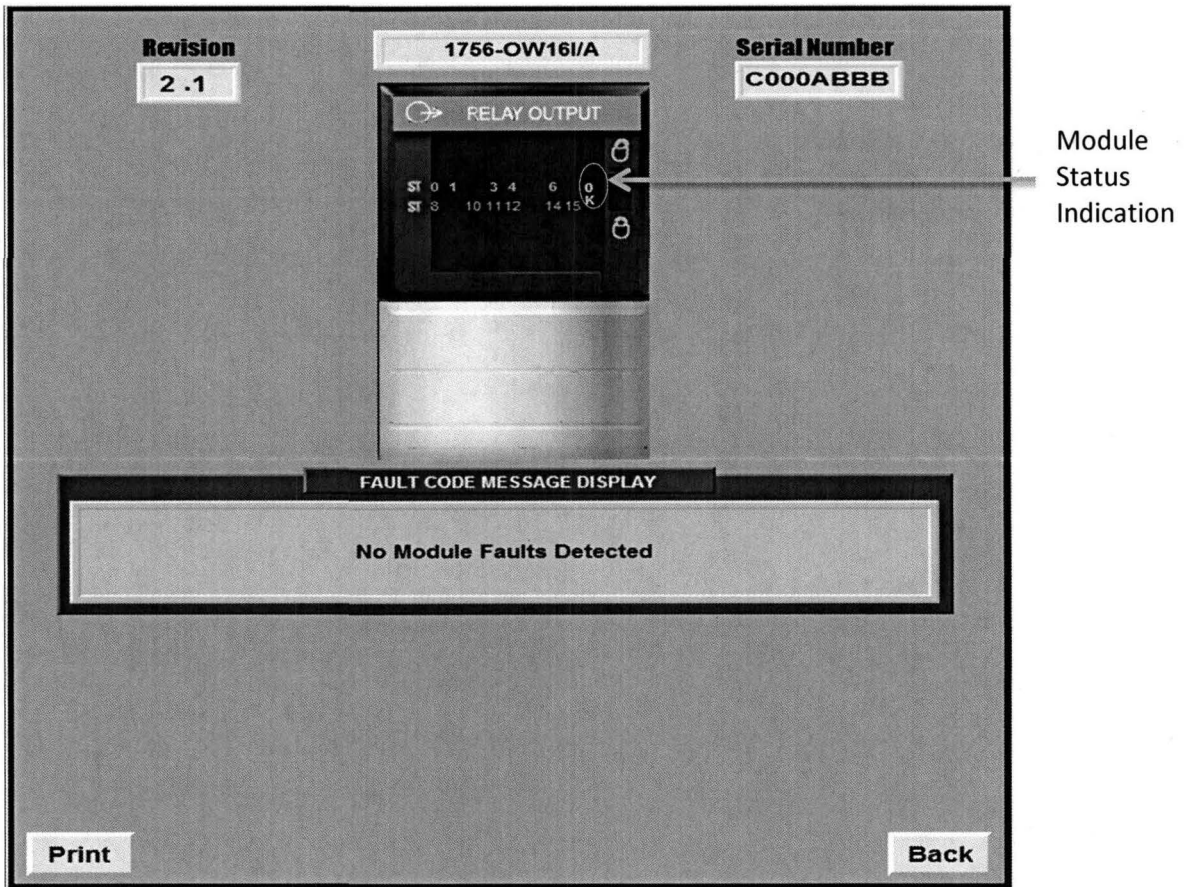 Revision
2 .1
1756-OW16I/A
Serial Number
C000ABBB
RELAY OUTPUT
ST 0 1 3 4 6 0
K
ST 8 10 11 12 14 15
Module
Status
Indication
FAULT CODE MESSAGE DISPLAY
No Module Faults Detected
Print
Back